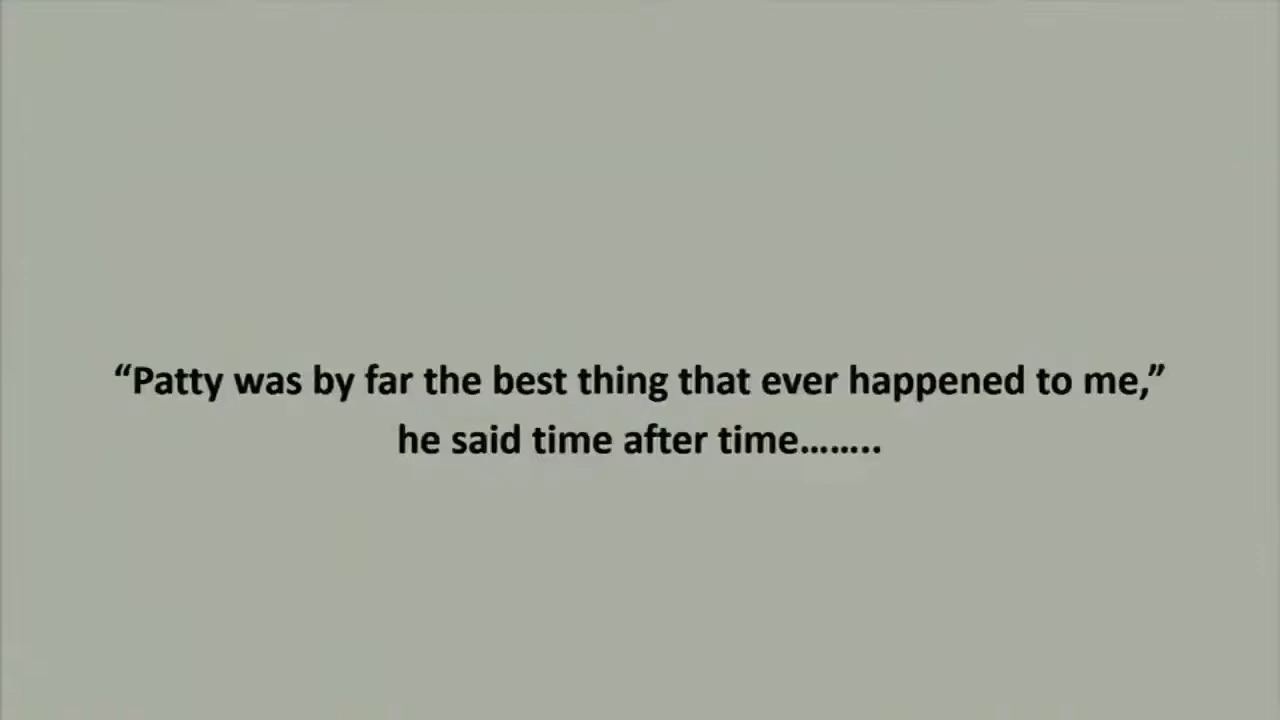 “Patty was by far the best thing that ever happened to me,”
he said time after time……..